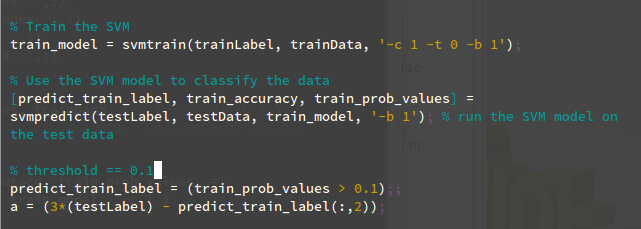 % Train the SVM
train_model = svmtrain(trainLabel, trainData, '-c 1 -t 0 -b 1');
% Use the SVM model to classify the data
[predict_train_label, train_accuracy, train_prob_values] =
svmpredict(testLabel, testData, train_model, '-b 1'); % run the SVM model on
the test data
% threshold == 0.1
predict_train_label = (train_prob_values > 0.1);;
a = (3*(testLabel) - predict_train_label(:,2));